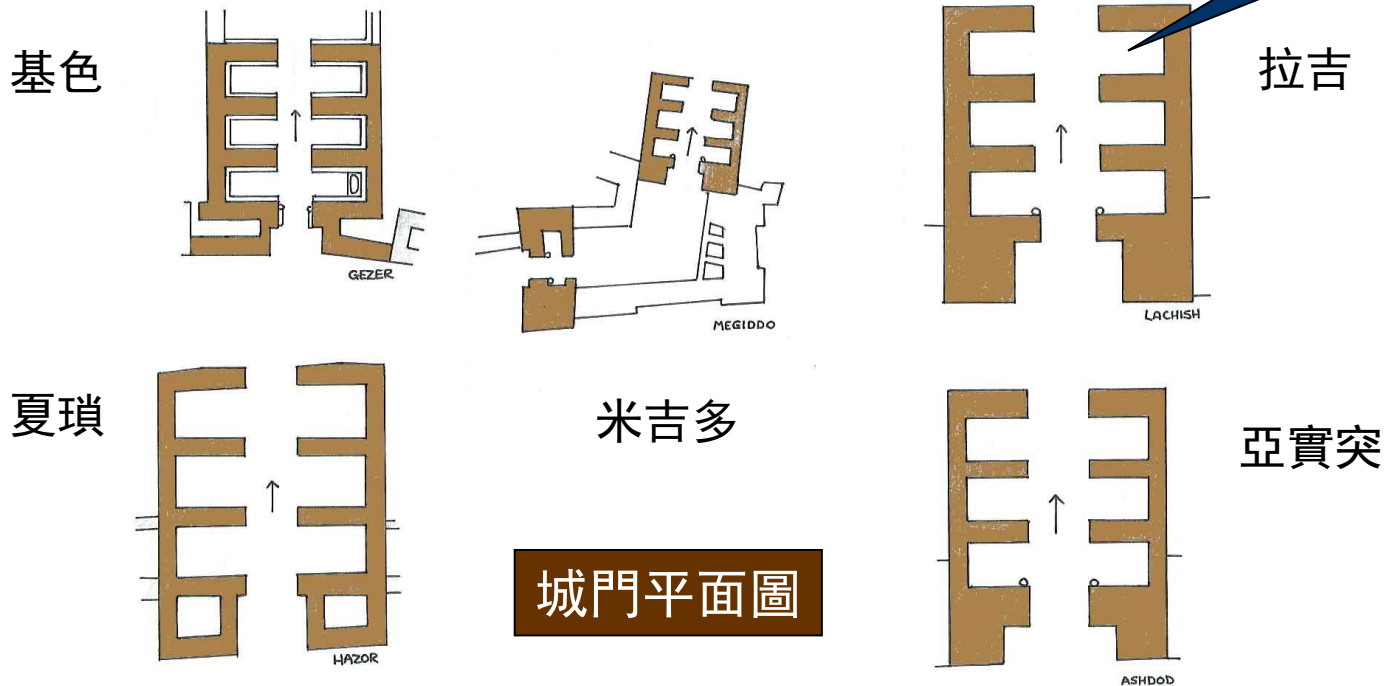 基色
GEZER
MEGIDDO
拉吉
LACHISH
夏瑣
HAZOR
米吉多
城門平面圖
亞實突
ASHDOD